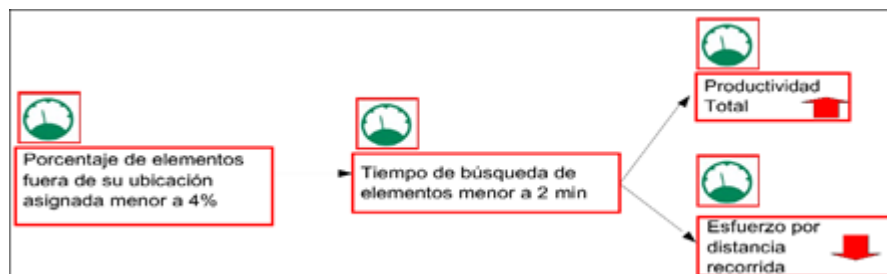 Productividad
Total
Porcentaje de elementos
fuera de su ubicación
asignada menor a 4%
Tiempo de búsqueda de
elementos menor a 2 min
Esfuerzo por
distancia
recorrida